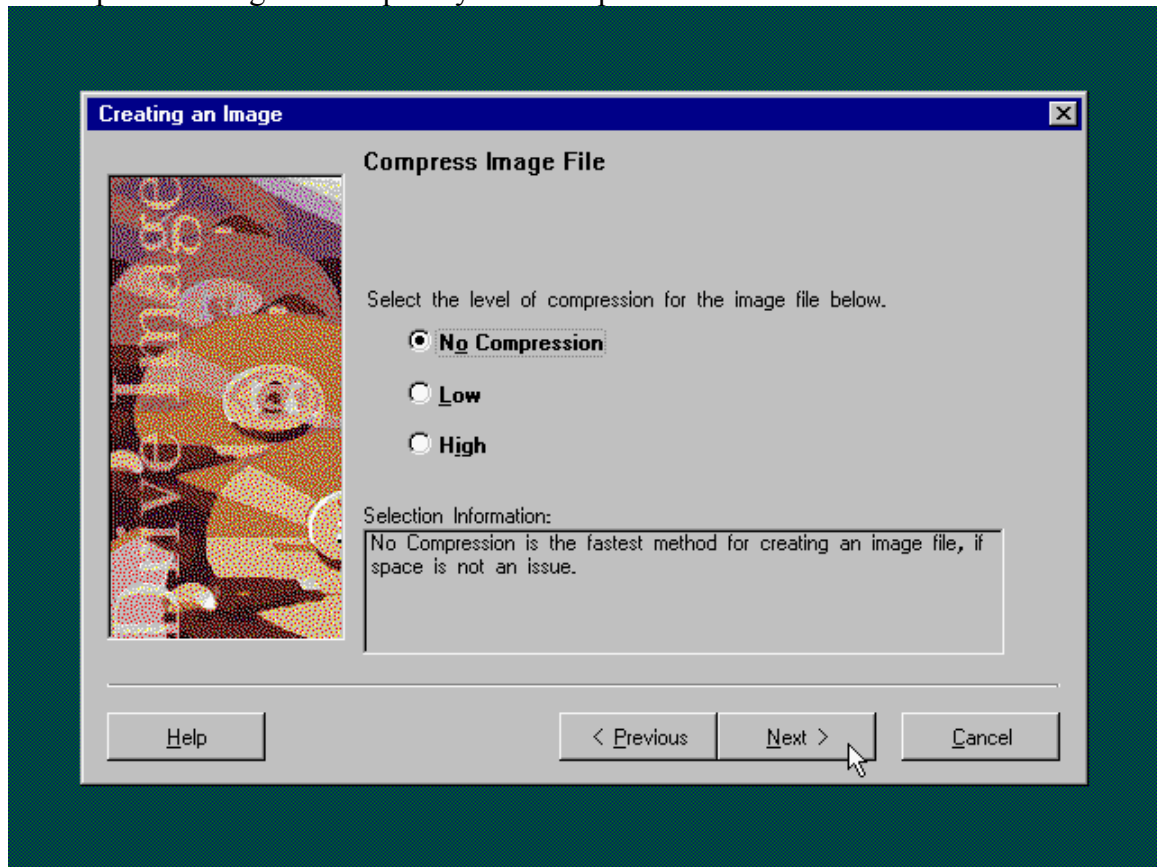 Creating an Image
Compress Image File
Drive Image
Select the level of compression for the image file below.
No Compression
Low
High
Selection Information:
No Compression is the fastest method for creating an image file, if
space is not an issue.
Help
< Previous
Next >
Cancel